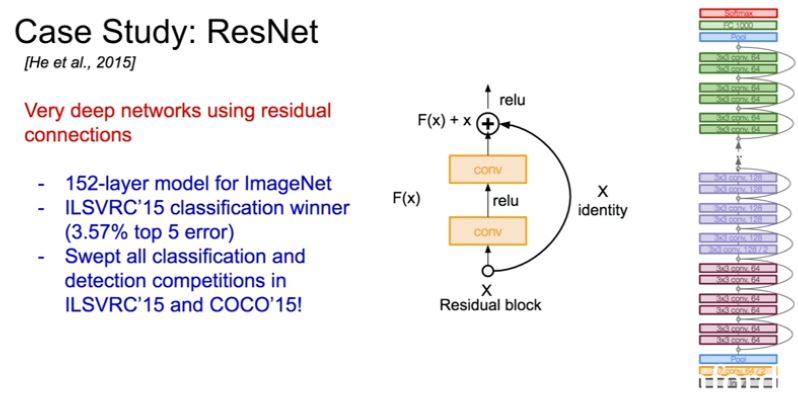 Case Study: ResNet
[He et al., 2015]
Very deep networks using residual
connections
- 152-layer model for ImageNet
- ILSVRC'15 classification winner
(3.57% top 5 error)
- Swept all classification and
detection competitions in
ILSVRC'15 and COCO'15!
relu
F(x) + x
conv
F(x)
relu
X
identity
conv
X
Residual block
Softmax
FC 1000
Pool
3x3 conv, 64
3x3 conv, 64
3x3 conv, 64
3x3 conv, 64
3x3 conv, 64
3x3 conv, 64
3x3 conv, 128
3x3 conv, 128
3x3 conv, 128
3x3 conv, 128
3x3 conv, 128
3x3 conv, 128 / 2
3x3 conv, 64
3x3 conv, 64
3x3 conv, 64
3x3 conv, 64
3x3 conv, 64
3x3 conv, 64
Pool